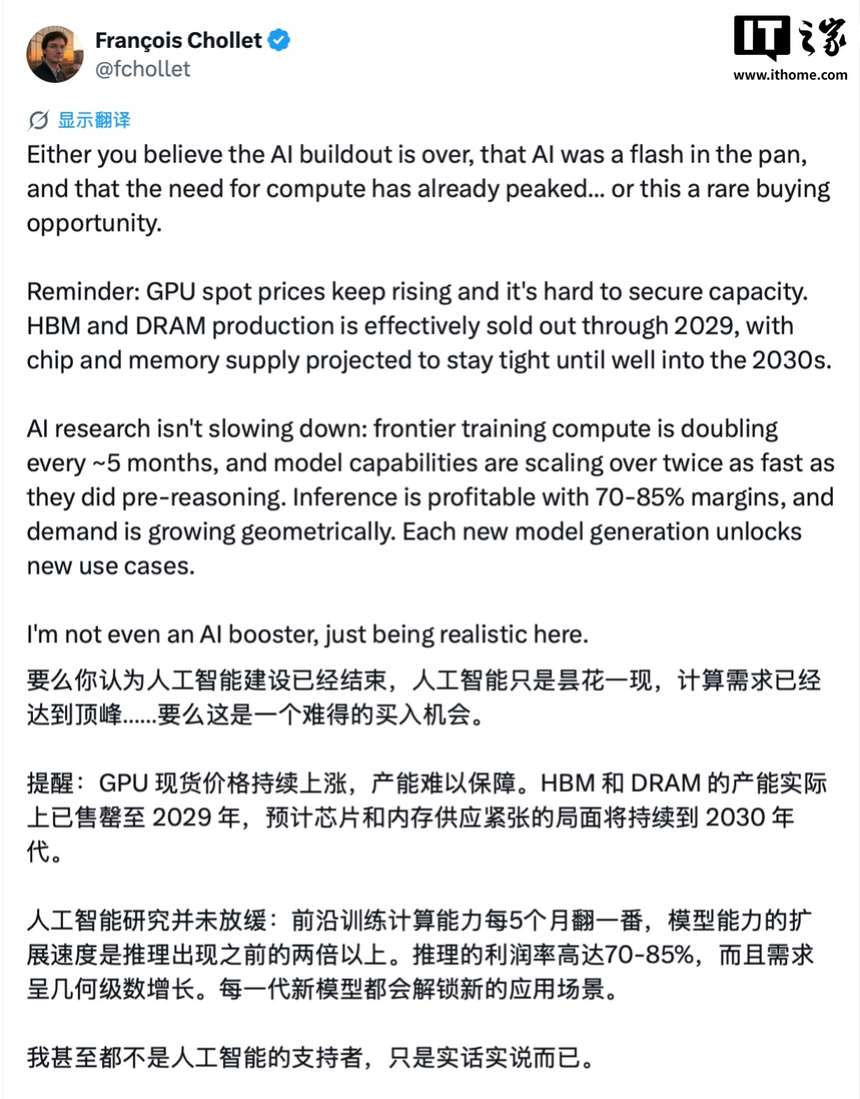 François Chollet
@fchollet
IT之家
www.ithome.com
显示翻译
Either you believe the AI buildout is over, that AI was a flash in the pan,
and that the need for compute has already peaked... or this a rare buying
opportunity.
Reminder: GPU spot prices keep rising and it's hard to secure capacity.
HBM and DRAM production is effectively sold out through 2029, with
chip and memory supply projected to stay tight until well into the 2030s.
AI research isn't slowing down: frontier training compute is doubling
every ~5 months, and model capabilities are scaling over twice as fast as
they did pre-reasoning. Inference is profitable with 70-85% margins, and
demand is growing geometrically. Each new model generation unlocks
new use cases.
I'm not even an AI booster, just being realistic here.
要么你认为人工智能建设已经结束，人工智能只是昙花一现，计算需求已经
达到顶峰......要么这是一个难得的买入机会。
提醒：GPU 现货价格持续上涨，产能难以保障。HBM 和 DRAM 的产能实际
上已售罄至 2029 年，预计芯片和内存供应紧张的局面将持续到 2030 年
代。
人工智能研究并未放缓：前沿训练计算能力每5个月翻一番，模型能力的扩
展速度是推理出现之前的两倍以上。推理的利润率高达70-85%，而且需求
呈几何级数增长。每一代新模型都会解锁新的应用场景。
我甚至都不是人工智能的支持者，只是实话实说而已。